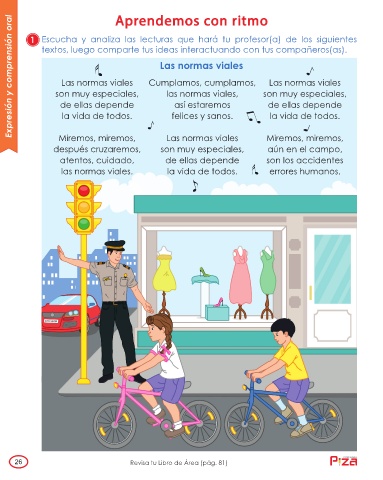 Expresión y comprensión oral
Aprendemos con ritmo
1 Escucha y analiza las lecturas que hará tu profesor(a) de los siguientes
textos, luego comparte tus ideas interactuando con tus compañeros(as).
Las normas viales
Las normas viales
son muy especiales,
de ellas depende
la vida de todos.
Miremos, miremos,
después cruzaremos,
atentos, cuidado,
las normas viales.
Cumplamos, cumplamos,
las normas viales,
así estaremos
felices y sanos.
Las normas viales
son muy especiales,
de ellas depende
la vida de todos.
Las normas viales
son muy especiales,
de ellas depende
la vida de todos.
Miremos, miremos,
aún en el campo,
son los accidentes
errores humanos.
26
Revisa tu Libro de Área (pág. 81)
Piza